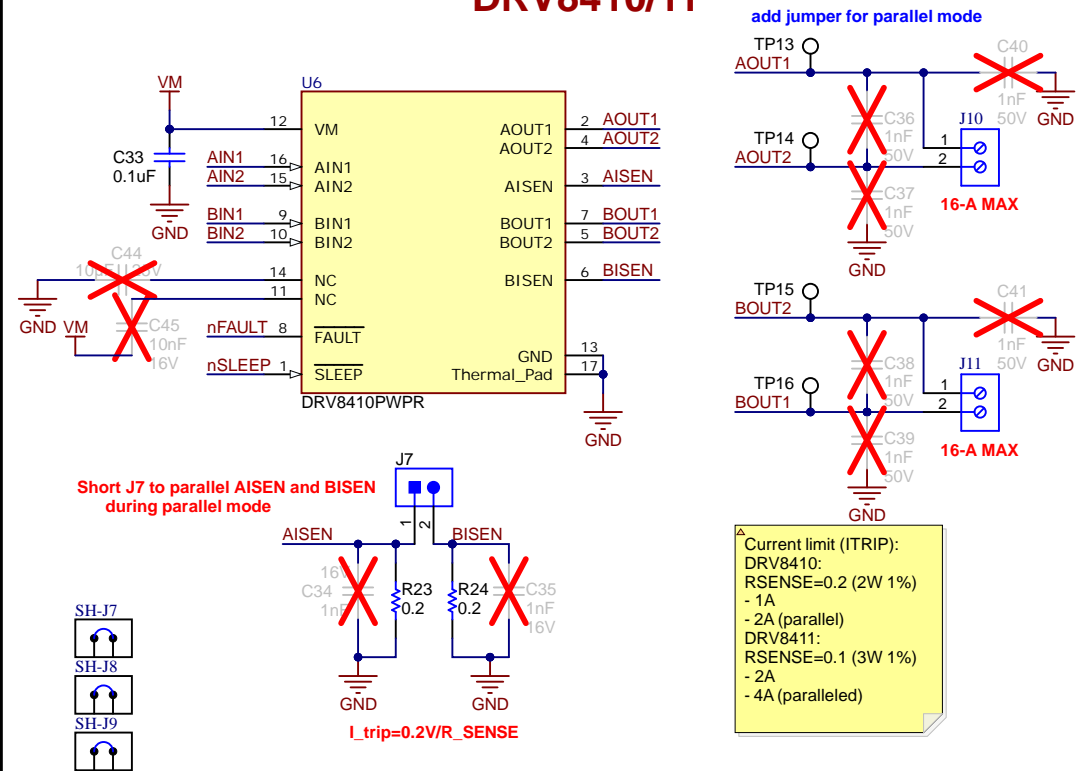 DRV8410/11
add jumper for parallel mode
VM
U6
12
VM
C33
0.1uF
GND
AIN1
16
AIN1
AIN2
15
AIN2
BIN1
9
BIN1
BIN2
10
BIN2
C44
14
NC
11
NC
GND
VM
C45
10nF
16V
nFAULT
8
FAULT
nSLEEP
1
SLEEP
AOUT1
2
AOUT1
AOUT2
4
AOUT2
AISEN
3
AISEN
BOUT1
7
BOUT1
BOUT2
5
BOUT2
BISEN
6
BISEN
GND
13
Thermal_Pad
17
GND
DRV8410PWPR
TP13
AOUT1
C40
1nF
50V
GND
C36
1nF
50V
J10
1
2
TP14
AOUT2
C37
1nF
50V
16-A MAX
GND
TP15
BOUT2
C41
1nF
50V
GND
C38
1nF
50V
J11
1
2
TP16
BOUT1
C39
1nF
50V
16-A MAX
GND
J7
Short J7 to parallel AISEN and BISEN
during parallel mode
1
2
AISEN
BISEN
16V
C34
1nF
R23
0.2
R24
0.2
C35
1nF
16V
GND
GND
I_trip=0.2V/R_SENSE
Current limit (ITRIP):
DRV8410:
RSENSE=0.2 (2W 1%)
- 1A
- 2A (parallel)
DRV8411:
RSENSE=0.1 (3W 1%)
- 2A
- 4A (paralleled)
SH-J7
SH-J8
SH-J9